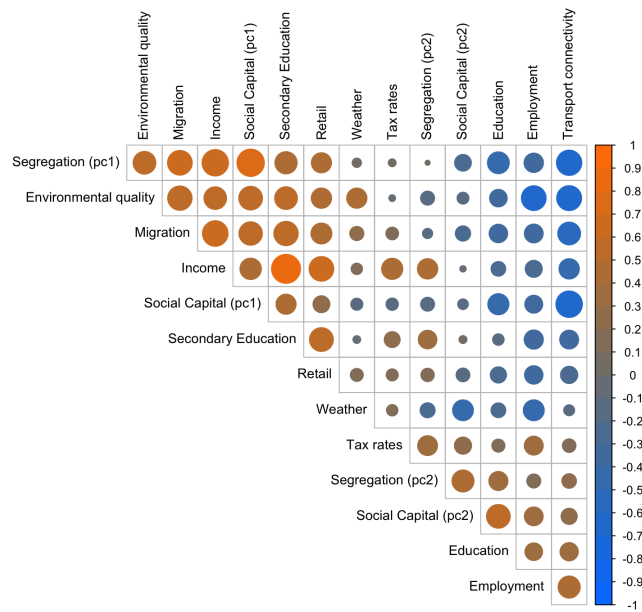 Environmental quality
Migration
Income
Social Capital (pc1)
Secondary Education
Retail
Weather
Tax rates
Segregation (pc2)
Social Capital (pc2)
Education
Employment
Transport connectivity
Segregation (pc1)
Environmental quality
Migration
Income
Social Capital (pc1)
Secondary Education
Retail
Weather
Tax rates
Segregation (pc2)
Social Capital (pc2)
Education
Employment
1
0.9
0.8
0.7
0.6
0.5
0.4
0.3
0.2
0.1
0
-0.1
-0.2
-0.3
-0.4
-0.5
-0.6
-0.7
-0.8
-0.9
-1